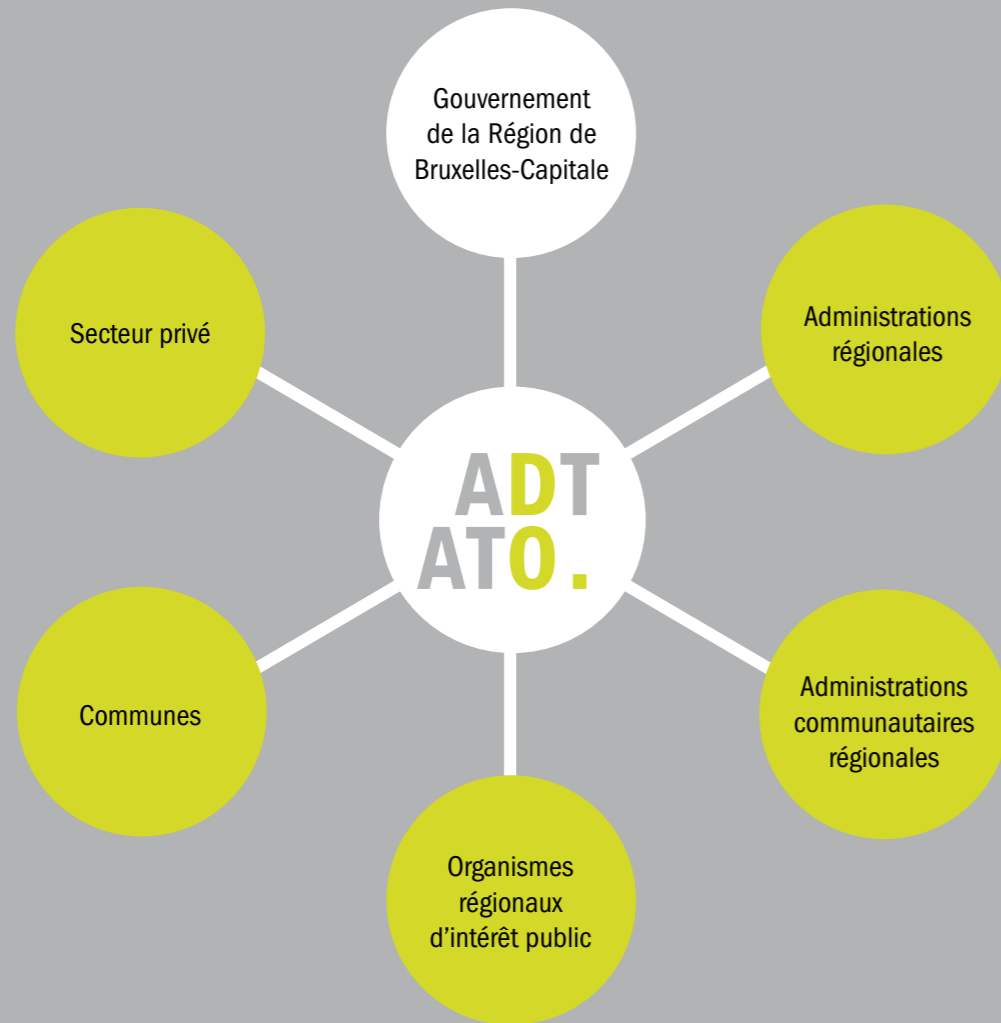 Gouvernement
de la Région de
Bruxelles-Capitale
Secteur privé
Administrations
régionales
ADT
ATO.
Communes
Administrations
communautaires
régionales
Organismes
régionaux
d’intérêt public